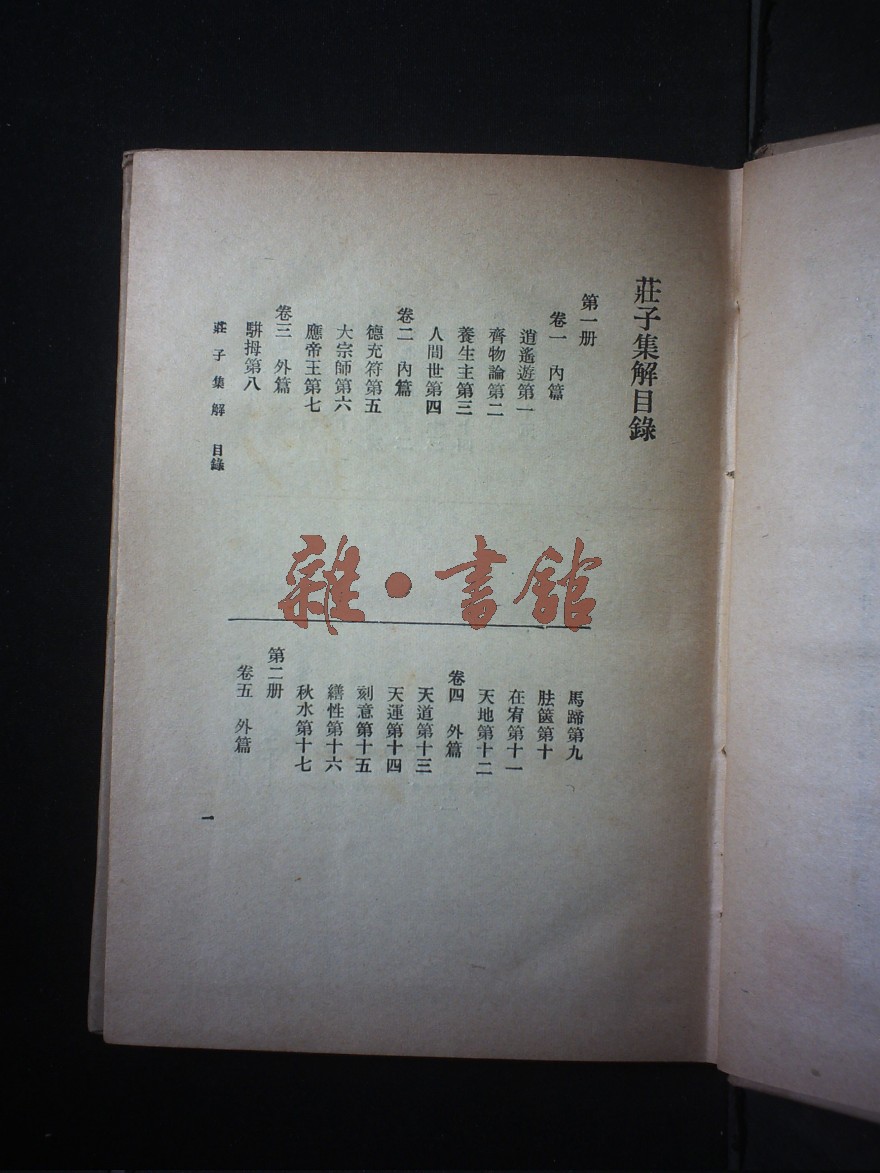 莊子集解目錄
第一册
卷一　內篇
逍遙遊第一
齊物論第二
養生主第三
人間世第四
卷二　內篇
德充符第五
大宗師第六
應帝王第七
卷三　外篇
駢拇第八
馬蹄第九
胠篋第十
在宥第十一
天地第十二
卷四　外篇
天道第十三
天運第十四
刻意第十五
繕性第十六
秋水第十七
第二册
卷五　外篇
莊子集解　目錄
一
雜·書館